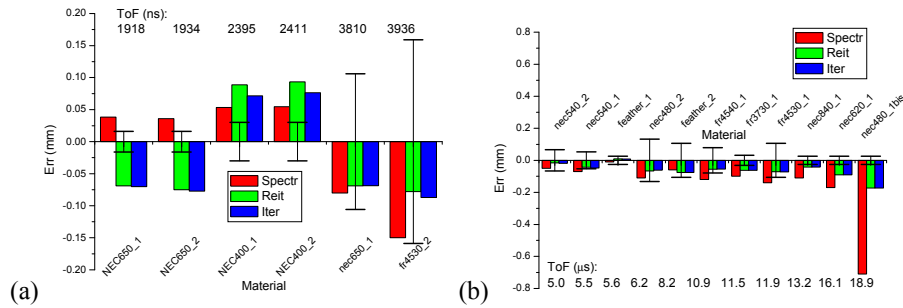 ToF (ns):
1918 1934 2395 2411 3810 3936
0.20
0.15
0.10
0.05
0.00
-0.05
-0.10
-0.15
-0.20
Err (mm)
Spectr
Reit
Iter
NEC650_1 NEC650_2 NEC400_1 NEC400_2 nec650_1 fr4530_2
Material
(a)
Spectr
Reit
Iter
0.8
0.6
0.4
0.2
0.0
-0.2
-0.4
-0.6
-0.8
Err (mm)
nec540_2 nec540_1 feather_1 nec480_2 feather_2 fr4540_1 fr3730_1 fr4530_1 nec840_1 nec620_1 nec480_1bis
Material
ToF (μs):
5.0 5.5 5.6 6.2 8.2 10.9 11.5 11.9 13.2 16.1 18.9
(b)